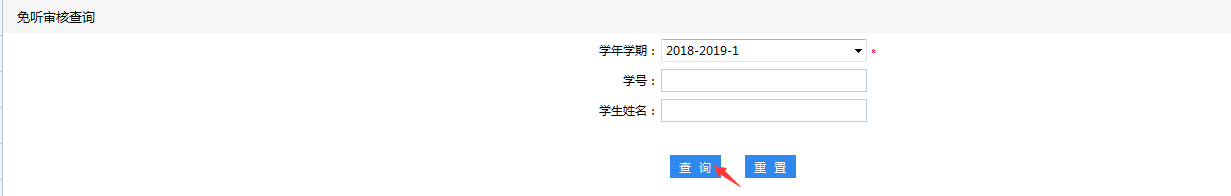 免听审核查询
学年学期： 2018-2019-1 *
学号：
学生姓名：
查 询 重 置